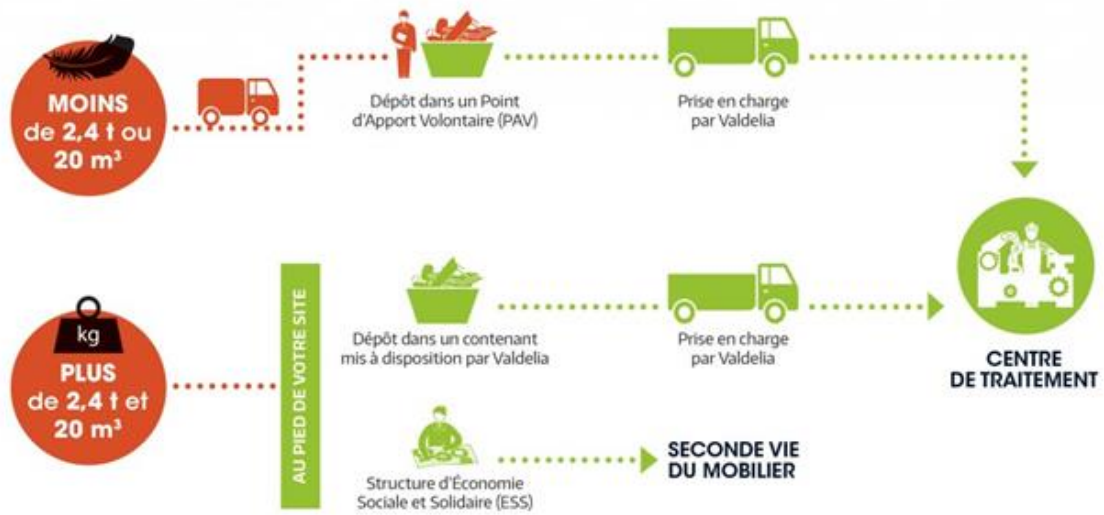 MOINS
de 2,4 t ou
20 m³
Dépôt dans un Point
d'Apport Volontaire (PAV)
Prise en charge
par Valdelia
kg
PLUS
de 2,4 t et
20 m³
AU PIED DE VOTRE SITE
Dépôt dans un contenant
mis à disposition par Valdelia
Prise en charge
par Valdelia
CENTRE
DE TRAITEMENT
Structure d'Économie
Sociale et Solidaire (ESS)
SECONDE VIE
DU MOBILIER